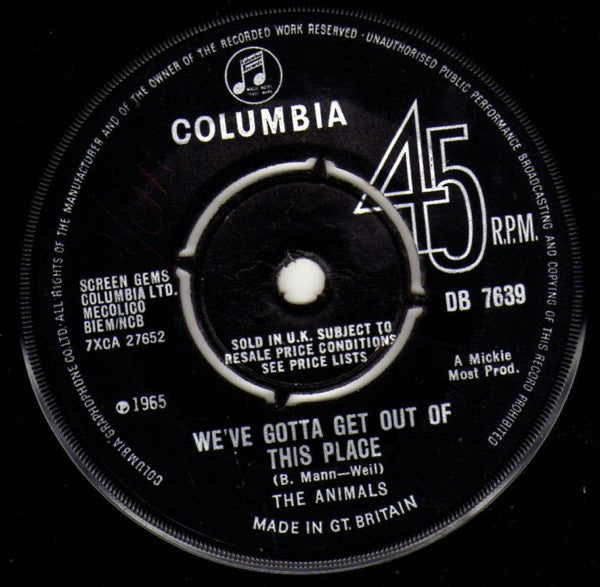 COLUMBIA GRAPHOPHONE CO. LTD. ALL RIGHTS OF THE MANUFACTURER AND OF THE OWNER OF THE RECORDED WORK RESERVED · UNAUTHORISED PUBLIC PERFORMANCE BROADCASTING AND COPYING OF THIS RECORD PROHIBITED
COLUMBIA
45
R.P.M.
SCREEN GEMS
COLUMBIA LTD.
MECOLICO
BIEM/NCB
7XCA 27652
DB 7639
SOLD IN U.K. SUBJECT TO
RESALE PRICE CONDITIONS
SEE PRICE LISTS
A Mickie
Most Prod.
℗ 1965
WE'VE GOTTA GET OUT OF
THIS PLACE
(B. Mann—Weil)
THE ANIMALS
MADE IN GT. BRITAIN